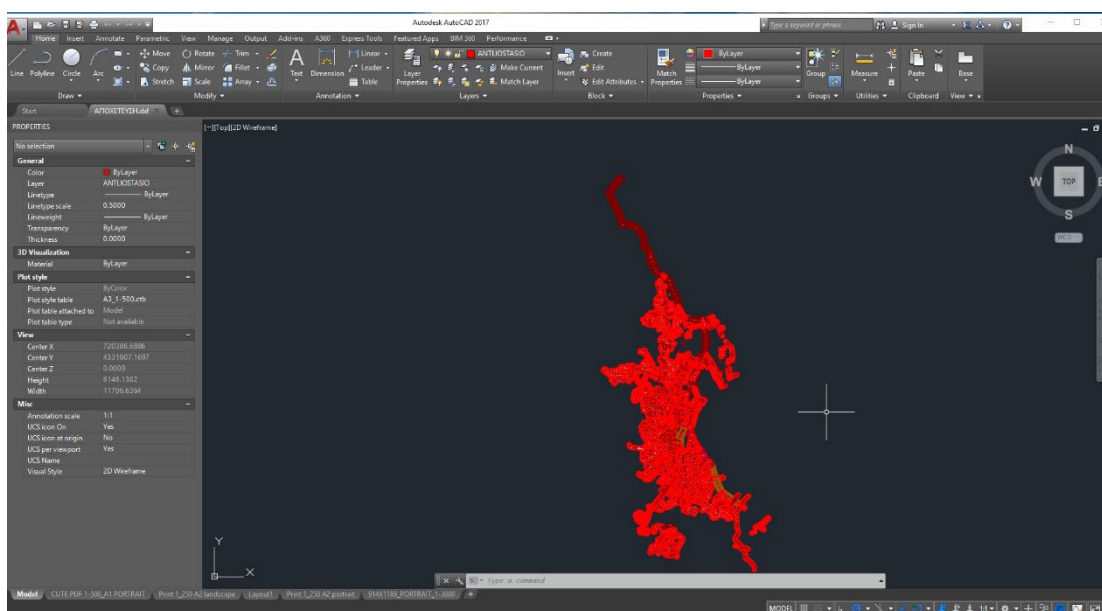 Autodesk AutoCAD 2017
Type a keyword or phrase
Sign In
Home Insert Annotate Parametric View Manage Output Add-ins A360 Express Tools Featured Apps BIM 360 Performance
Line Polyline Circle Arc
Move Rotate Trim
Copy Mirror Fillet
Stretch Scale Array
Text Dimension
Linear
Leader
Table
Layer Properties
ANTLIOSTASIO
Make Current
Match Layer
Insert
Create
Edit
Edit Attributes
Match Properties
ByLayer
ByLayer
ByLayer
Group
Measure
Paste
Base
Draw Modify Annotation Layers Block Properties Groups Utilities Clipboard View
Start ΑΠΟΧΕΤΕΥΣΗ.dxf
PROPERTIES
[−][Top][2D Wireframe]
No selection
General
Color ByLayer
Layer ANTLIOSTASIO
Linetype ByLayer
Linetype scale 0.5000
Lineweight ByLayer
Transparency ByLayer
Thickness 0.0000
3D Visualization
Material ByLayer
Plot style
Plot style ByColor
Plot style table A3_1-500.ctb
Plot table attached to Model
Plot table type Not available
View
Center X 720386.6886
Center Y 4331607.1697
Center Z 0.0000
Height 6146.1382
Width 11706.6364
Misc
Annotation scale 1:1
UCS icon On Yes
UCS icon at origin No
UCS per viewport Yes
UCS Name
Visual Style 2D Wireframe
N
W TOP E
S
WCS
Y
X
Type a command
Model CUTE PDF 1-500_A1 PORTRAIT Print 1_250 A2 landscape Layout1 Print 1_250 A2 portrait 914X1189_PORTRAIT_1-3000
MODEL 1:1